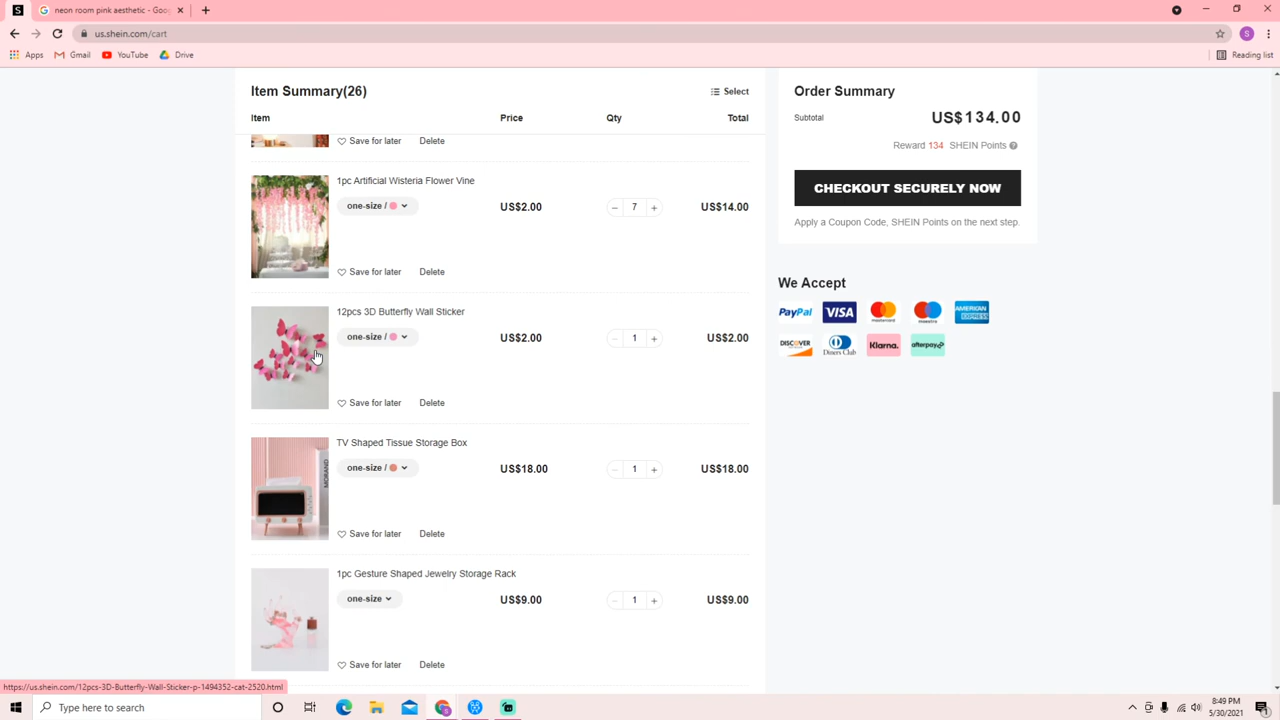 S
neon room pink aesthetic - Goo
us.shein.com/cart
S
Apps
Gmail
YouTube
Drive
Reading list
Item Summary(26)
Select
Item
Price
Qty
Total
Save for later
Delete
1pc Artificial Wisteria Flower Vine
one-size /
US$2.00
7
US$14.00
Save for later
Delete
12pcs 3D Butterfly Wall Sticker
one-size /
US$2.00
1
US$2.00
Save for later
Delete
TV Shaped Tissue Storage Box
one-size /
US$18.00
1
US$18.00
Save for later
Delete
1pc Gesture Shaped Jewelry Storage Rack
one-size
US$9.00
1
US$9.00
Save for later
Delete
Order Summary
Subtotal
US$134.00
Reward 134 SHEIN Points
CHECKOUT SECURELY NOW
Apply a Coupon Code, SHEIN Points on the next step.
We Accept
PayPal
VISA
mastercard
maestro
AMERICAN EXPRESS
DISCOVER
Diners Club
Klarna.
afterpay
https://us.shein.com/12pcs-3D-Butterfly-Wall-Sticker-p-1494352-cat-2520.html
Type here to search
8:49 PM
5/30/2021